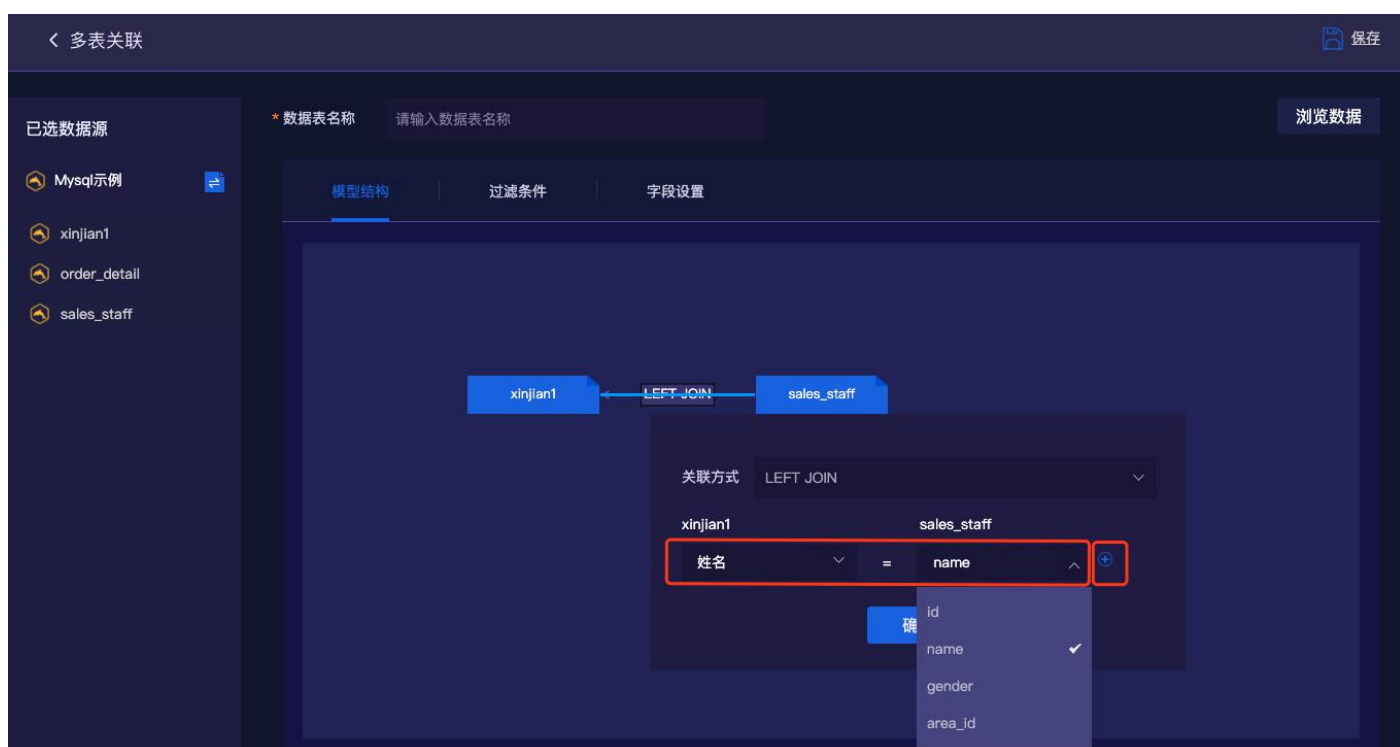 多表关联
保存
已选数据源
* 数据表名称 请输入数据表名称
浏览数据
Mysql示例
模型结构 过滤条件 字段设置
xinjian1
order_detail
sales_staff
xinjian1 LEFT JOIN sales_staff
关联方式 LEFT JOIN
xinjian1 sales_staff
姓名 = name
确
id
name
gender
area_id